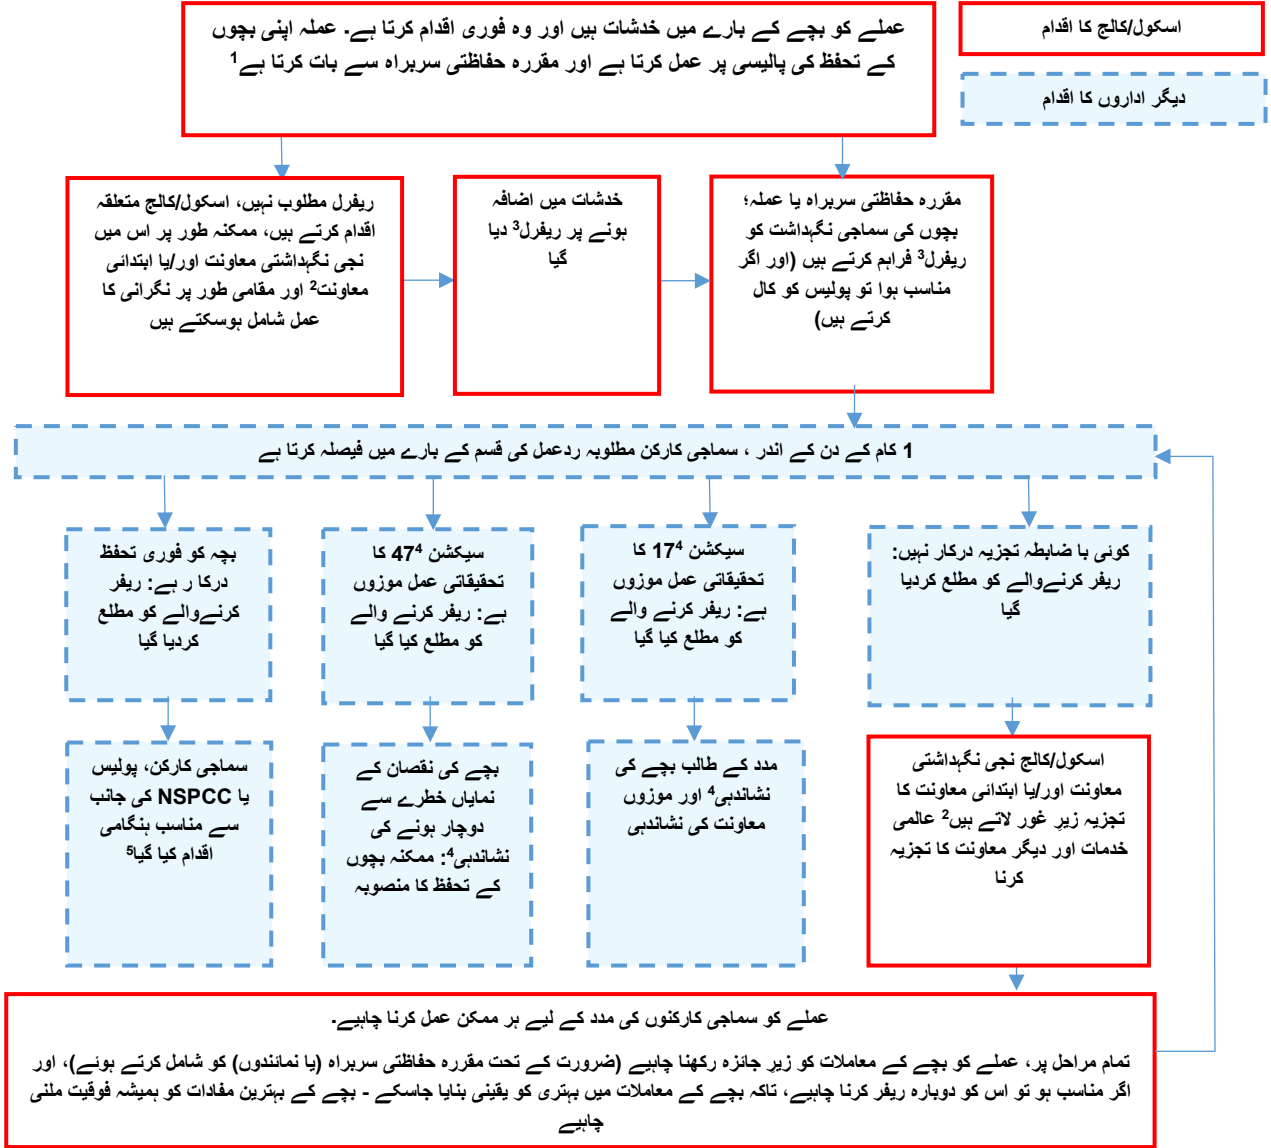 عملے کو بچے کے بارے میں خدشات ہیں اور وہ فوری اقدام کرتا ہے۔ عملہ اپنی بچوں
کے تحفظ کی پالیسی پر عمل کرتا ہے اور مقررہ حفاظتی سربراہ سے بات کرتا ہے¹
اسکول/کالج کا اقدام
دیگر اداروں کا اقدام
مقررہ حفاظتی سربراہ یا عملہ؛
بچوں کی سماجی نگہداشت کو
ریفرل³ فراہم کرتے ہیں (اور اگر
مناسب ہوا تو پولیس کو کال
کرتے ہیں)
خدشات میں اضافہ
ہونے پر ریفرل³ دیا
گیا
ریفرل مطلوب نہیں، اسکول/کالج متعلقہ
اقدام کرتے ہیں، ممکنہ طور پر اس میں
نجی نگہداشتی معاونت اور/یا ابتدائی
معاونت² اور مقامی طور پر نگرانی کا
عمل شامل ہوسکتے ہیں
1 کام کے دن کے اندر ، سماجی کارکن مطلوبہ ردعمل کی قسم کے بارے میں فیصلہ کرتا ہے
کوئی با ضابطہ تجزیہ درکار نہیں:
ریفر کرنےوالے کو مطلع کردیا
گیا
سیکشن 17⁴ کا
تحقیقاتی عمل موزوں
ہے: ریفر کرنے والے
کو مطلع کیا گیا
سیکشن 47⁴ کا
تحقیقاتی عمل موزوں
ہے: ریفر کرنے والے
کو مطلع کیا گیا
بچہ کو فوری تحفظ
درکا ر ہے: ریفر
کرنےوالے کو مطلع
کردیا گیا
اسکول/کالج نجی نگہداشتی
معاونت اور/یا ابتدائی معاونت کا
تجزیہ زیرِ غور لاتے ہیں² عالمی
خدمات اور دیگر معاونت کا تجزیہ
کرنا
مدد کے طالب بچے کی
نشاندہی⁴ اور موزوں
معاونت کی نشاندہی
بچے کی نقصان کے
نمایاں خطرے سے
دوچار ہونے کی
نشاندہی⁴: ممکنہ بچوں
کے تحفظ کا منصوبہ
سماجی کارکن، پولیس
یا NSPCC کی جانب
سے مناسب ہنگامی
اقدام کیا گیا⁵
عملے کو سماجی کارکنوں کی مدد کے لیے ہر ممکن عمل کرنا چاہیے۔
تمام مراحل پر، عملے کو بچے کے معاملات کو زیرِ جائزہ رکھنا چاہیے (ضرورت کے تحت مقررہ حفاظتی سربراہ (یا نمائندوں) کو شامل کرتے ہوئے)، اور
اگر مناسب ہو تو اس کو دوبارہ ریفر کرنا چاہیے، تاکہ بچے کے معاملات میں بہتری کو یقینی بنایا جاسکے - بچے کے بہترین مفادات کو ہمیشہ فوقیت ملنی
چاہیے